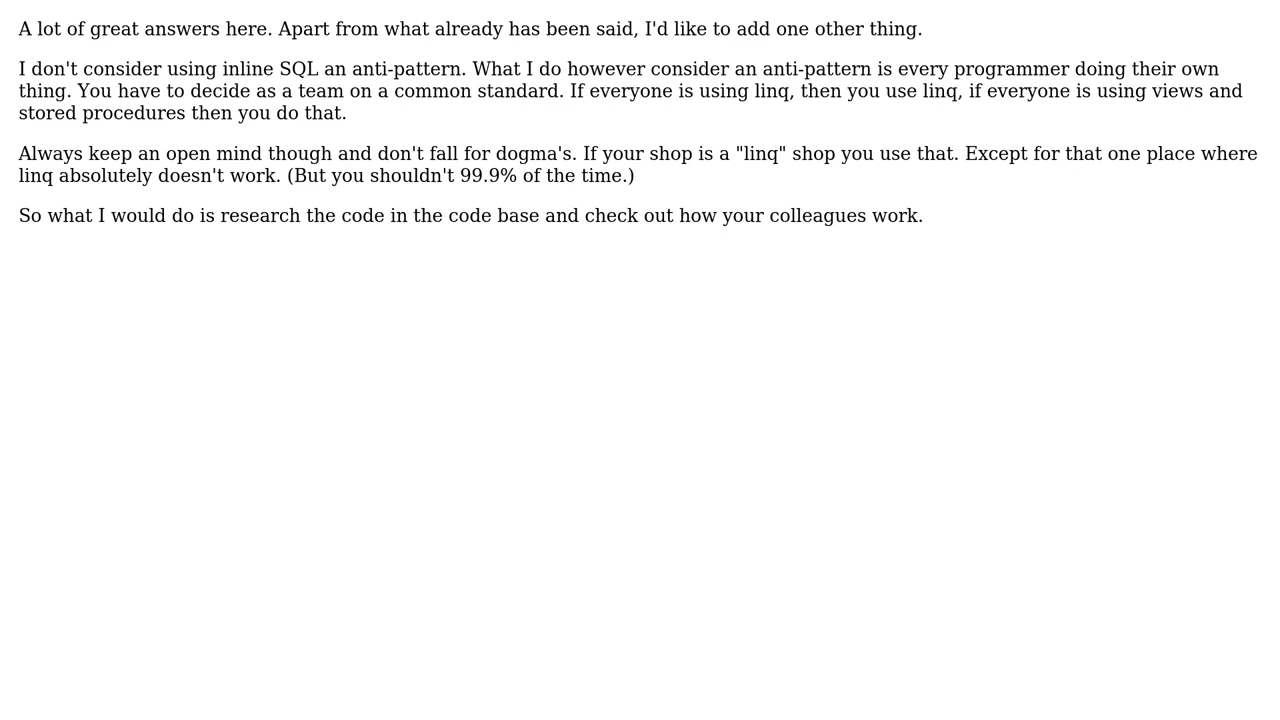 A lot of great answers here. Apart from what already has been said, I'd like to add one other thing.
I don't consider using inline SQL an anti-pattern. What I do however consider an anti-pattern is every programmer doing their own
thing. You have to decide as a team on a common standard. If everyone is using linq, then you use linq, if everyone is using views and
stored procedures then you do that.
Always keep an open mind though and don't fall for dogma's. If your shop is a "linq" shop you use that. Except for that one place where
linq absolutely doesn't work. (But you shouldn't 99.9% of the time.)
So what I would do is research the code in the code base and check out how your colleagues work.